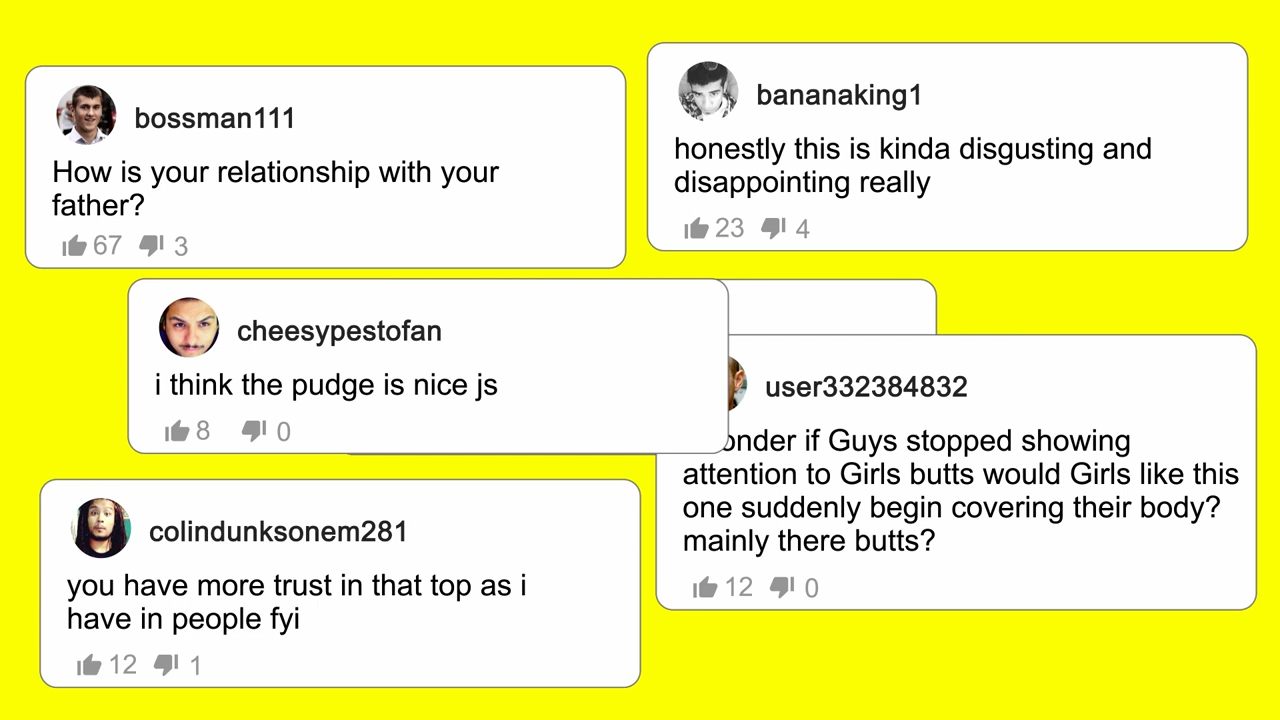 bossman111
How is your relationship with your
father?
67 3
bananaking1
honestly this is kinda disgusting and
disappointing really
23 4
cheesypestofan
i think the pudge is nice js
8 0
user332384832
if Guys stopped showing
attention to Girls butts would Girls like this
one suddenly begin covering their body?
mainly there butts?
12 0
colindunksonem281
you have more trust in that top as i
have in people fyi
12 1